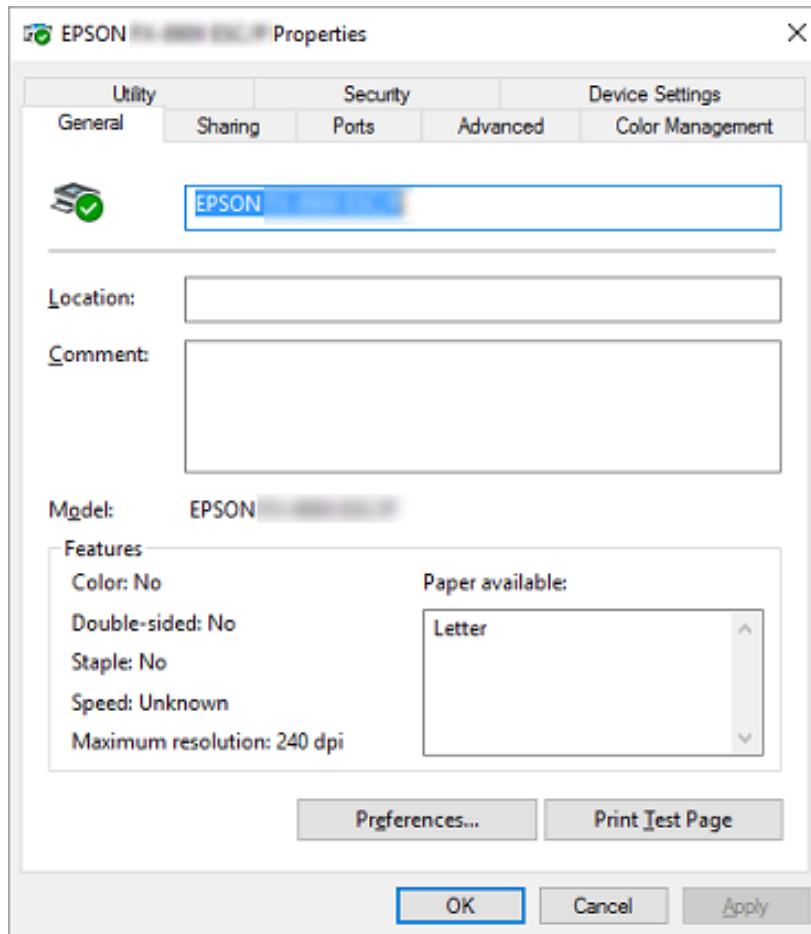 EPSON Properties
Utility Security Device Settings
General Sharing Ports Advanced Color Management
EPSON
Location:
Comment:
Model: EPSON
Features
Color: No
Double-sided: No
Staple: No
Speed: Unknown
Maximum resolution: 240 dpi
Paper available:
Letter
Preferences... Print Test Page
OK Cancel Apply